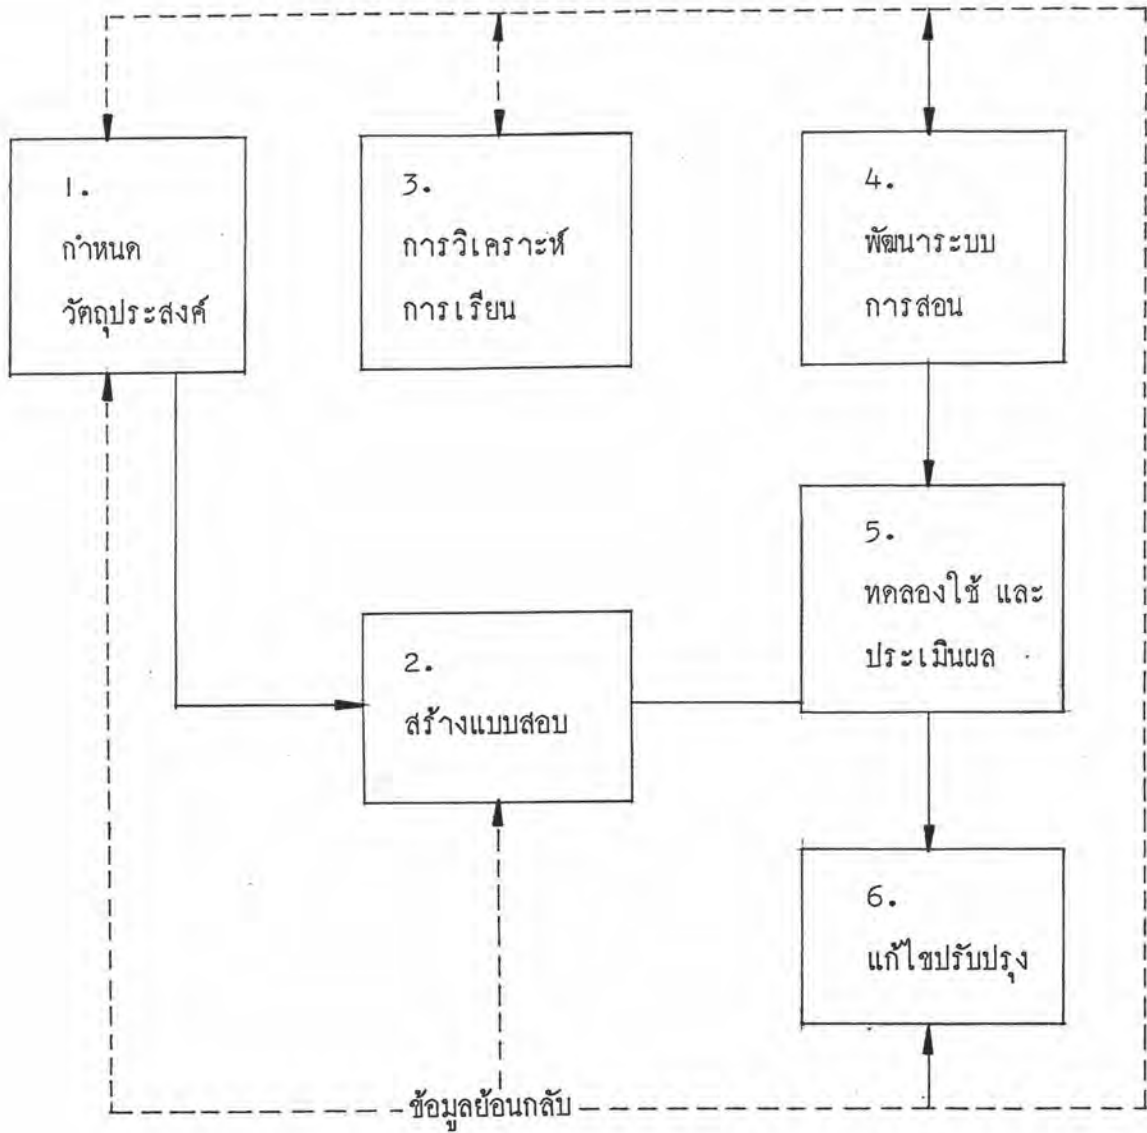 1.
กำหนด
วัตถุประสงค์
3.
การวิเคราะห์
การเรียน
4.
พัฒนาระบบ
การสอน
5.
ทดลองใช้ และ
ประเมินผล
2.
สร้างแบบสอบ
6.
แก้ไขปรับปรุง
ข้อมูลย้อนกลับ